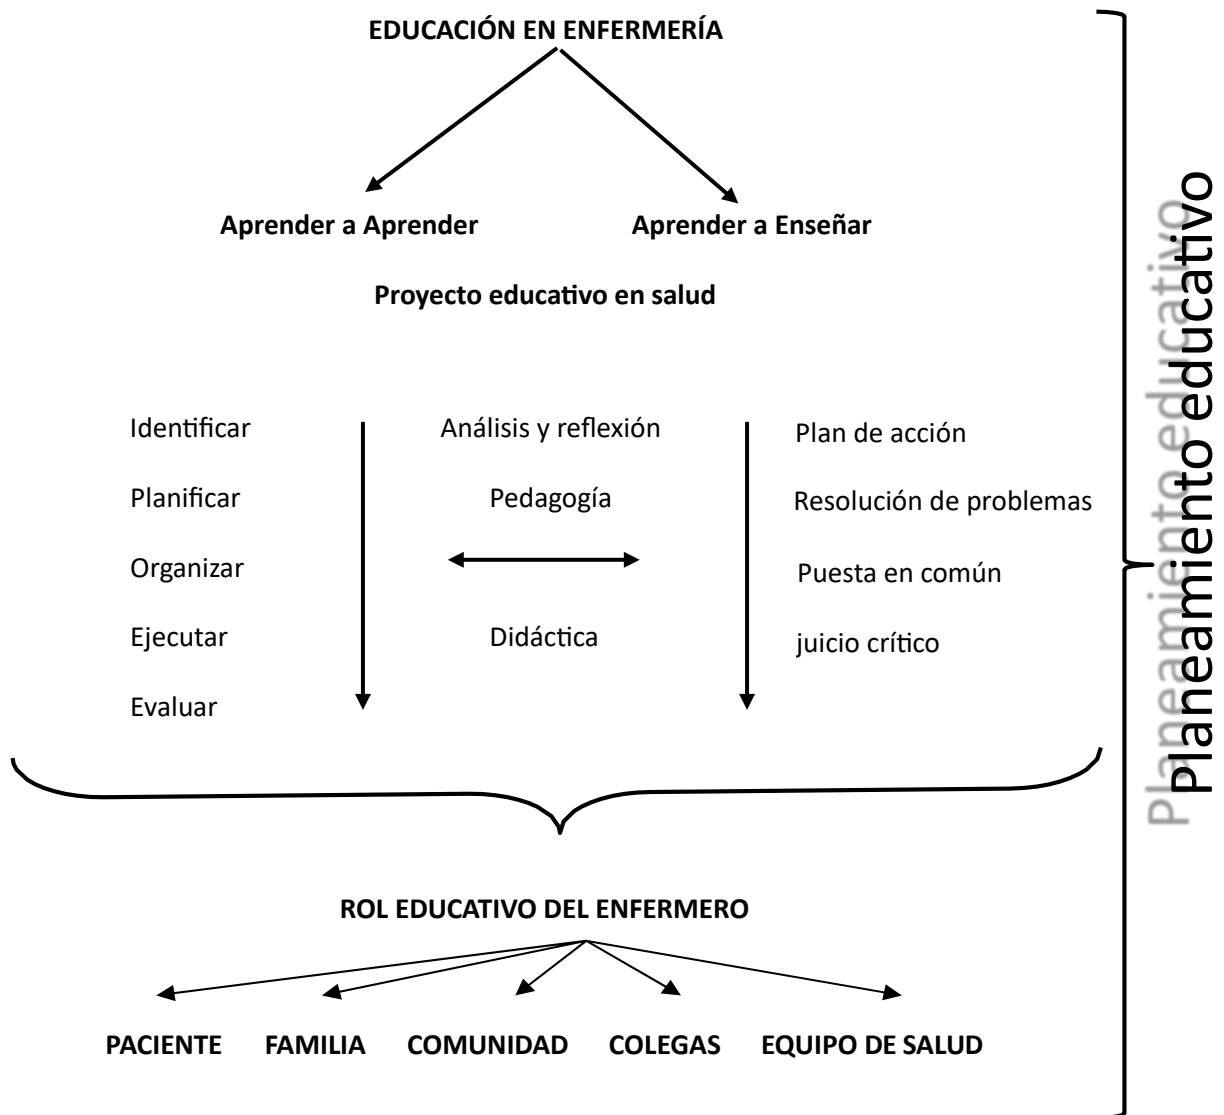 EDUCACIÓN EN ENFERMERÍA
Aprender a Aprender
Aprender a Enseñar
Proyecto educativo en salud
Identificar
Planificar
Organizar
Ejecutar
Evaluar
Análisis y reflexión
Pedagogía
Didáctica
Plan de acción
Resolución de problemas
Puesta en común
juicio crítico
ROL EDUCATIVO DEL ENFERMERO
PACIENTE
FAMILIA
COMUNIDAD
COLEGAS
EQUIPO DE SALUD
Planeamiento educativo